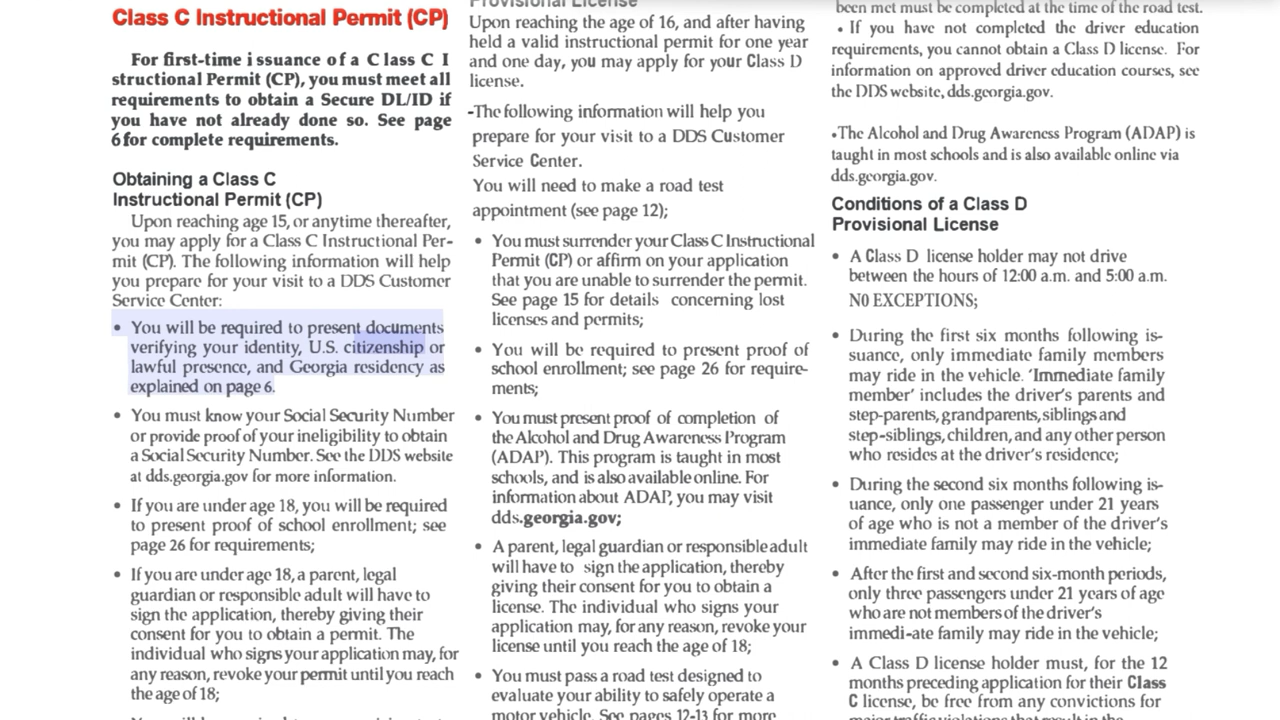 Class C Instructional Permit (CP)
For first-time issuance of a Class C I
structional Permit (CP), you must meet all
requirements to obtain a Secure DL/ID if
you have not already done so. See page
6 for complete requirements.
Obtaining a Class C
Instructional Permit (CP)
Upon reaching age 15, or anytime thereafter,
you may apply for a Class C Instructional Per-
mit (CP). The following information will help
you prepare for your visit to a DDS Customer
Service Center:
• You will be required to present documents
verifying your identity, U.S. citizenship or
lawful presence, and Georgia residency as
explained on page 6.
• You must know your Social Security Number
or provide proof of your ineligibility to obtain
a Social Security Number. See the DDS website
at dds.georgia.gov for more information.
• If you are under age 18, you will be required
to present proof of school enrollment; see
page 26 for requirements;
• If you are under age 18, a parent, legal
guardian or responsible adult will have to
sign the application, thereby giving their
consent for you to obtain a permit. The
individual who signs your application may, for
any reason, revoke your permit until you reach
the age of 18;
Provisional License
Upon reaching the age of 16, and after having
held a valid instructional permit for one year
and one day, you may apply for your Class D
license.
-The following information will help you
prepare for your visit to a DDS Customer
Service Center.
You will need to make a road test
appointment (see page 12);
• You must surrender your Class C Instructional
Permit (CP) or affirm on your application
that you are unable to surrender the permit.
See page 15 for details concerning lost
licenses and permits;
• You will be required to present proof of
school enrollment; see page 26 for require-
ments;
• You must present proof of completion of
the Alcohol and Drug Awareness Program
(ADAP). This program is taught in most
schools, and is also available online. For
information about ADAP, you may visit
dds.georgia.gov;
• A parent, legal guardian or responsible adult
will have to sign the application, thereby
giving their consent for you to obtain a
license. The individual who signs your
application may, for any reason, revoke your
license until you reach the age of 18;
• You must pass a road test designed to
evaluate your ability to safely operate a
motor vehicle. See pages 12-13 for more
been met must be completed at the time of the road test.
• If you have not completed the driver education
requirements, you cannot obtain a Class D license. For
information on approved driver education courses, see
the DDS website, dds.georgia.gov.
•The Alcohol and Drug Awareness Program (ADAP) is
taught in most schools and is also available online via
dds.georgia.gov.
Conditions of a Class D
Provisional License
• A Class D license holder may not drive
between the hours of 12:00 a.m. and 5:00 a.m.
NO EXCEPTIONS;
• During the first six months following is-
suance, only immediate family members
may ride in the vehicle. 'Immediate family
member' includes the driver's parents and
step-parents, grandparents, siblings and
step-siblings, children, and any other person
who resides at the driver's residence;
• During the second six months following is-
suance, only one passenger under 21 years
of age who is not a member of the driver's
immediate family may ride in the vehicle;
• After the first and second six-month periods,
only three passengers under 21 years of age
who are not members of the driver's
immedi-ate family may ride in the vehicle;
• A Class D license holder must, for the 12
months preceding application for their Class
C license, be free from any convictions for
major traffic violations that result in the